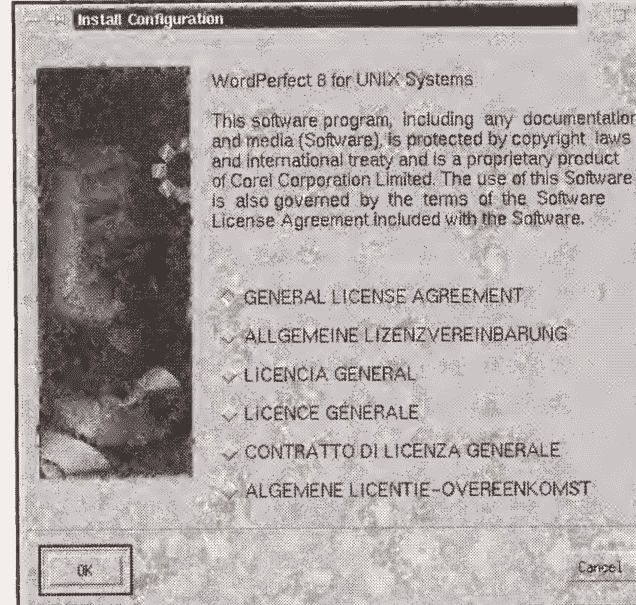 Install Configuration
WordPerfect 8 for UNIX Systems
This software program, including any documentation
and media (Software), is protected by copyright laws
and international treaty and is a proprietary product
of Corel Corporation Limited. The use of this Software
is also governed by the terms of the Software
License Agreement included with the Software.
GENERAL LICENSE AGREEMENT
ALLGEMEINE LIZENZVEREINBARUNG
LICENCIA GENERAL
LICENCE GENERALE
CONTRATTO DI LICENZA GENERALE
ALGEMENE LICENTIE-OVEREENKOMST
OK
Cancel